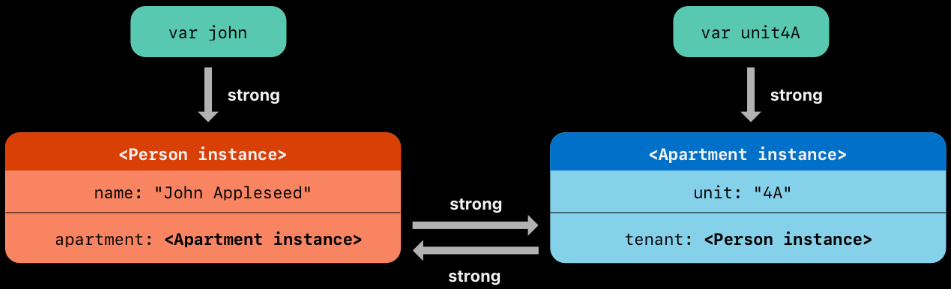 var john
var unit4A
strong
strong
<Person instance>
name: "John Appleseed"
apartment: <Apartment instance>
strong
strong
<Apartment instance>
unit: "4A"
tenant: <Person instance>